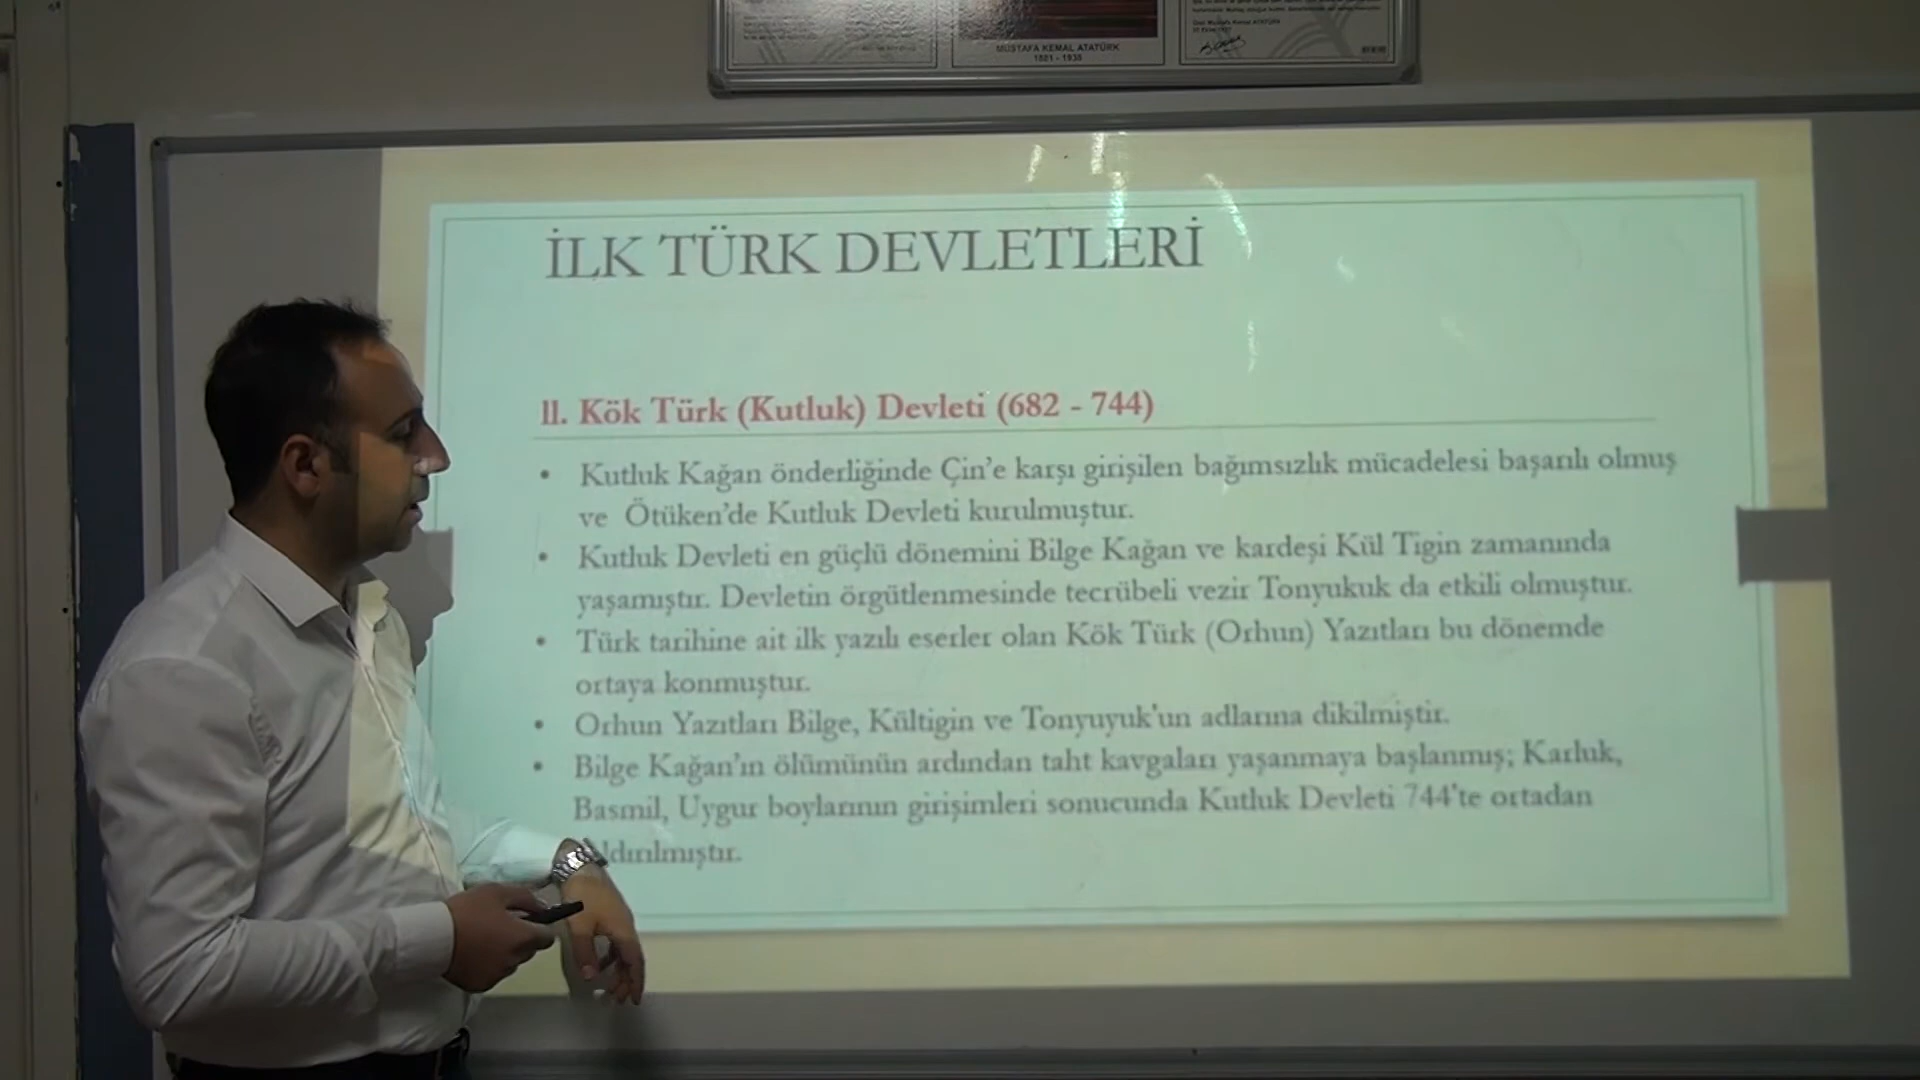 MUSTAFA KEMAL ATATÜRK
1881 - 1938
İLK TÜRK DEVLETLERİ
II. Kök Türk (Kutluk) Devleti (682 - 744)
• Kutluk Kağan önderliğinde Çin'e karşı girişilen bağımsızlık mücadelesi başarılı olmuş
ve Ötüken'de Kutluk Devleti kurulmuştur.
• Kutluk Devleti en güçlü dönemini Bilge Kağan ve kardeşi Kül Tigin zamanında
yaşamıştır. Devletin örgütlenmesinde tecrübeli vezir Tonyukuk da etkili olmuştur.
• Türk tarihine ait ilk yazılı eserler olan Kök Türk (Orhun) Yazıtları bu dönemde
ortaya konmuştur.
• Orhun Yazıtları Bilge, Kültigin ve Tonyuyuk'un adlarına dikilmiştir.
• Bilge Kağan'ın ölümünün ardından taht kavgaları yaşanmaya başlanmış; Karluk,
Basmil, Uygur boylarının girişimleri sonucunda Kutluk Devleti 744'te ortadan
ldırılmıştır.